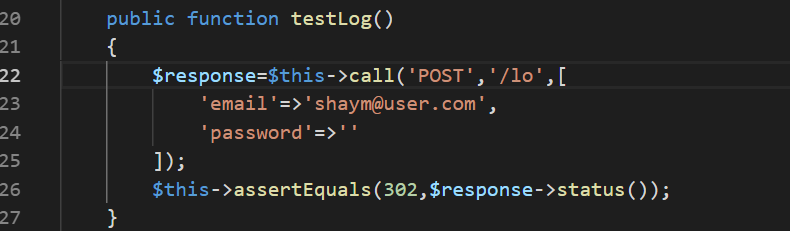 20 public function testLog()
21 {
22 $response=$this->call('POST','/lo',[
23 'email'=>'shaym@user.com',
24 'password'=>''
25 ]);
26 $this->assertEquals(302,$response->status());
27 }